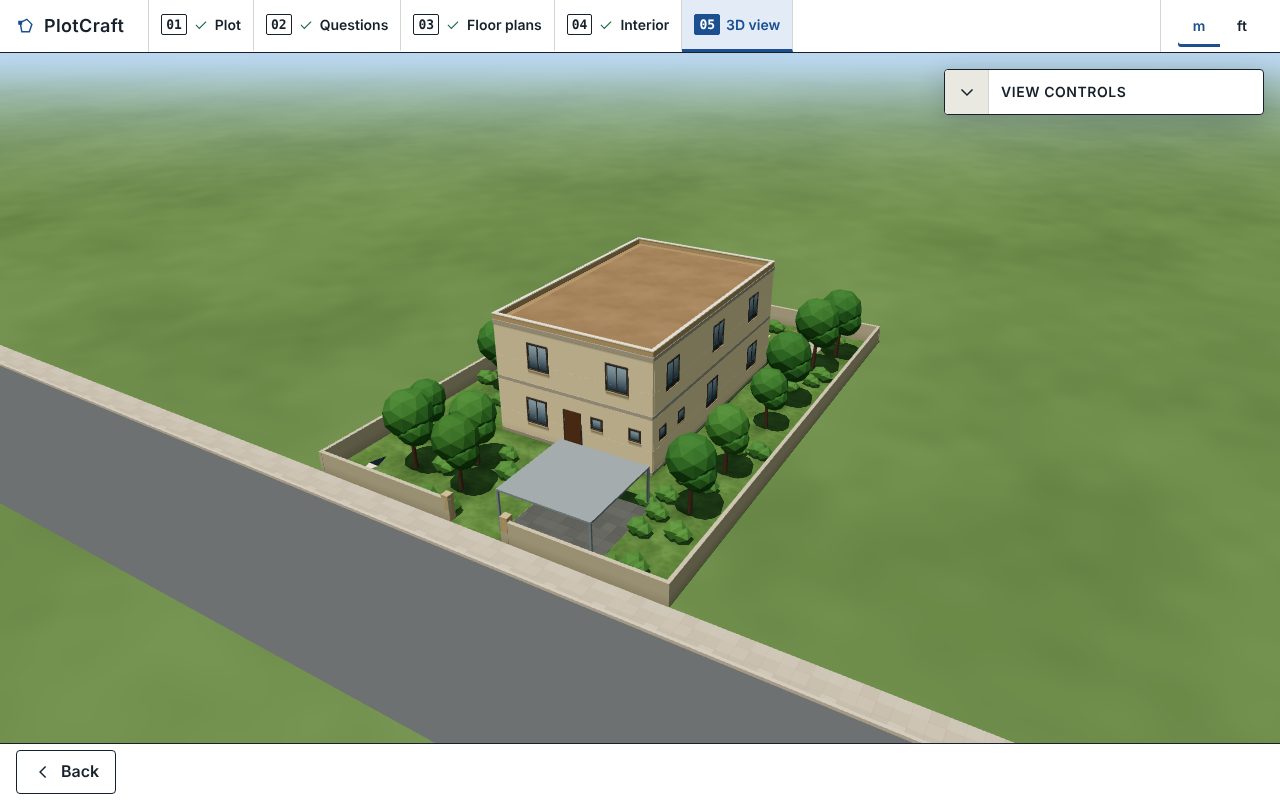 PlotCraft
01 Plot
02 Questions
03 Floor plans
04 Interior
05 3D view
m
ft
VIEW CONTROLS
Back